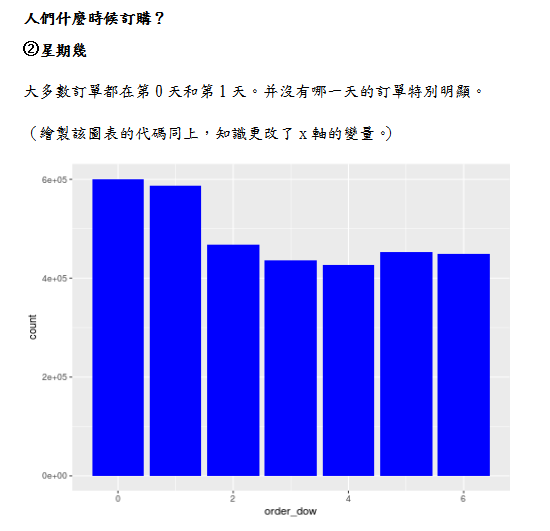 人們什麼時候訂購？
②星期幾
大多數訂單都在第 0 天和第 1 天。并沒有哪一天的訂單特別明顯。
（繪製該圖表的代碼同上，知識更改了 x 軸的變量。）
6e+05
4e+05
2e+05
0e+00
count
0 2 4 6
order_dow